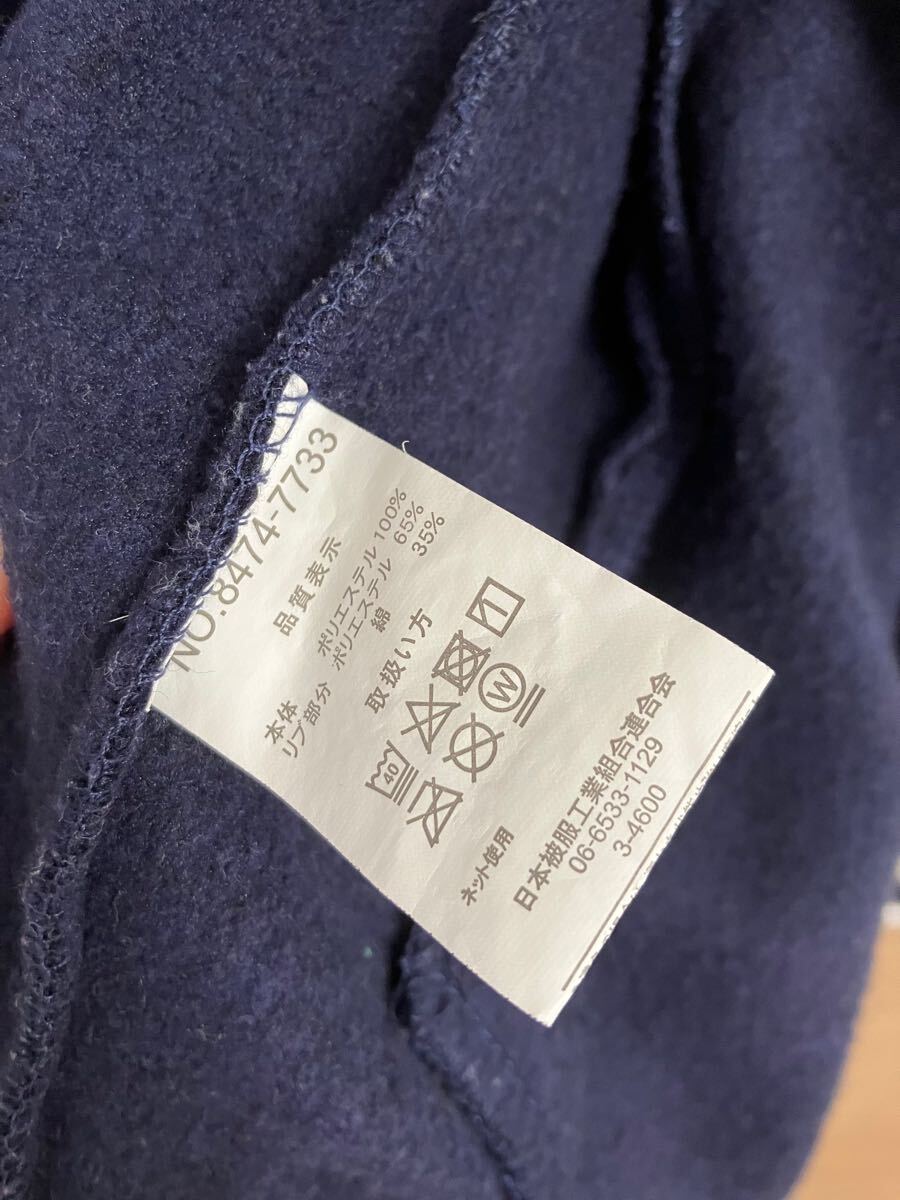 NO.8474-7733
品質表示
本体 ポリエステル 100%
リブ部分 ポリエステル 65%
綿 35%
取扱い方
40
W
ネット使用
日本被服工業組合連合会
06-6533-1129
3-4600